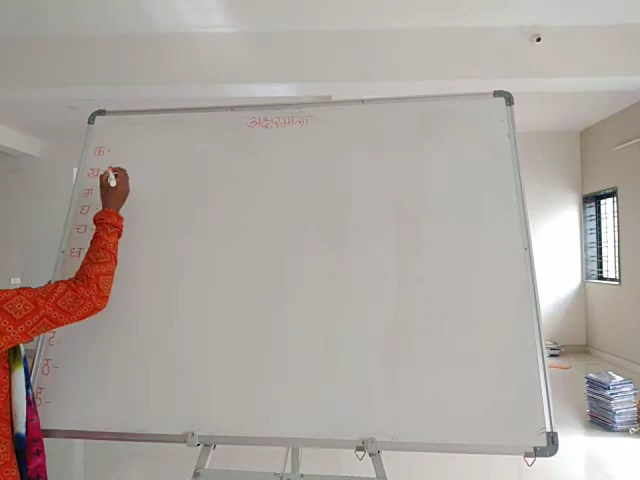 अक्षरमाला
क -
ख
ग
घ -
च -
छ
ट -
ठ -
ड -